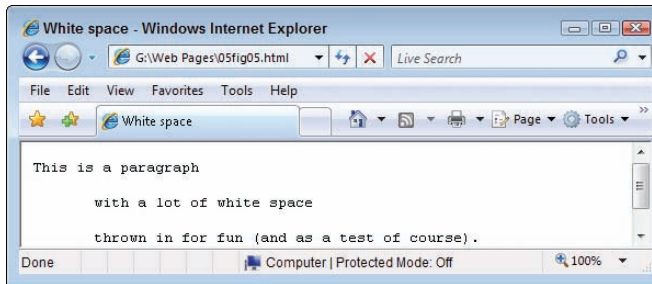 White space - Windows Internet Explorer
G:\Web Pages\05fig05.html Live Search
File Edit View Favorites Tools Help
White space Page Tools »
This is a paragraph
with a lot of white space
thrown in for fun (and as a test of course).
Done Computer | Protected Mode: Off 100%